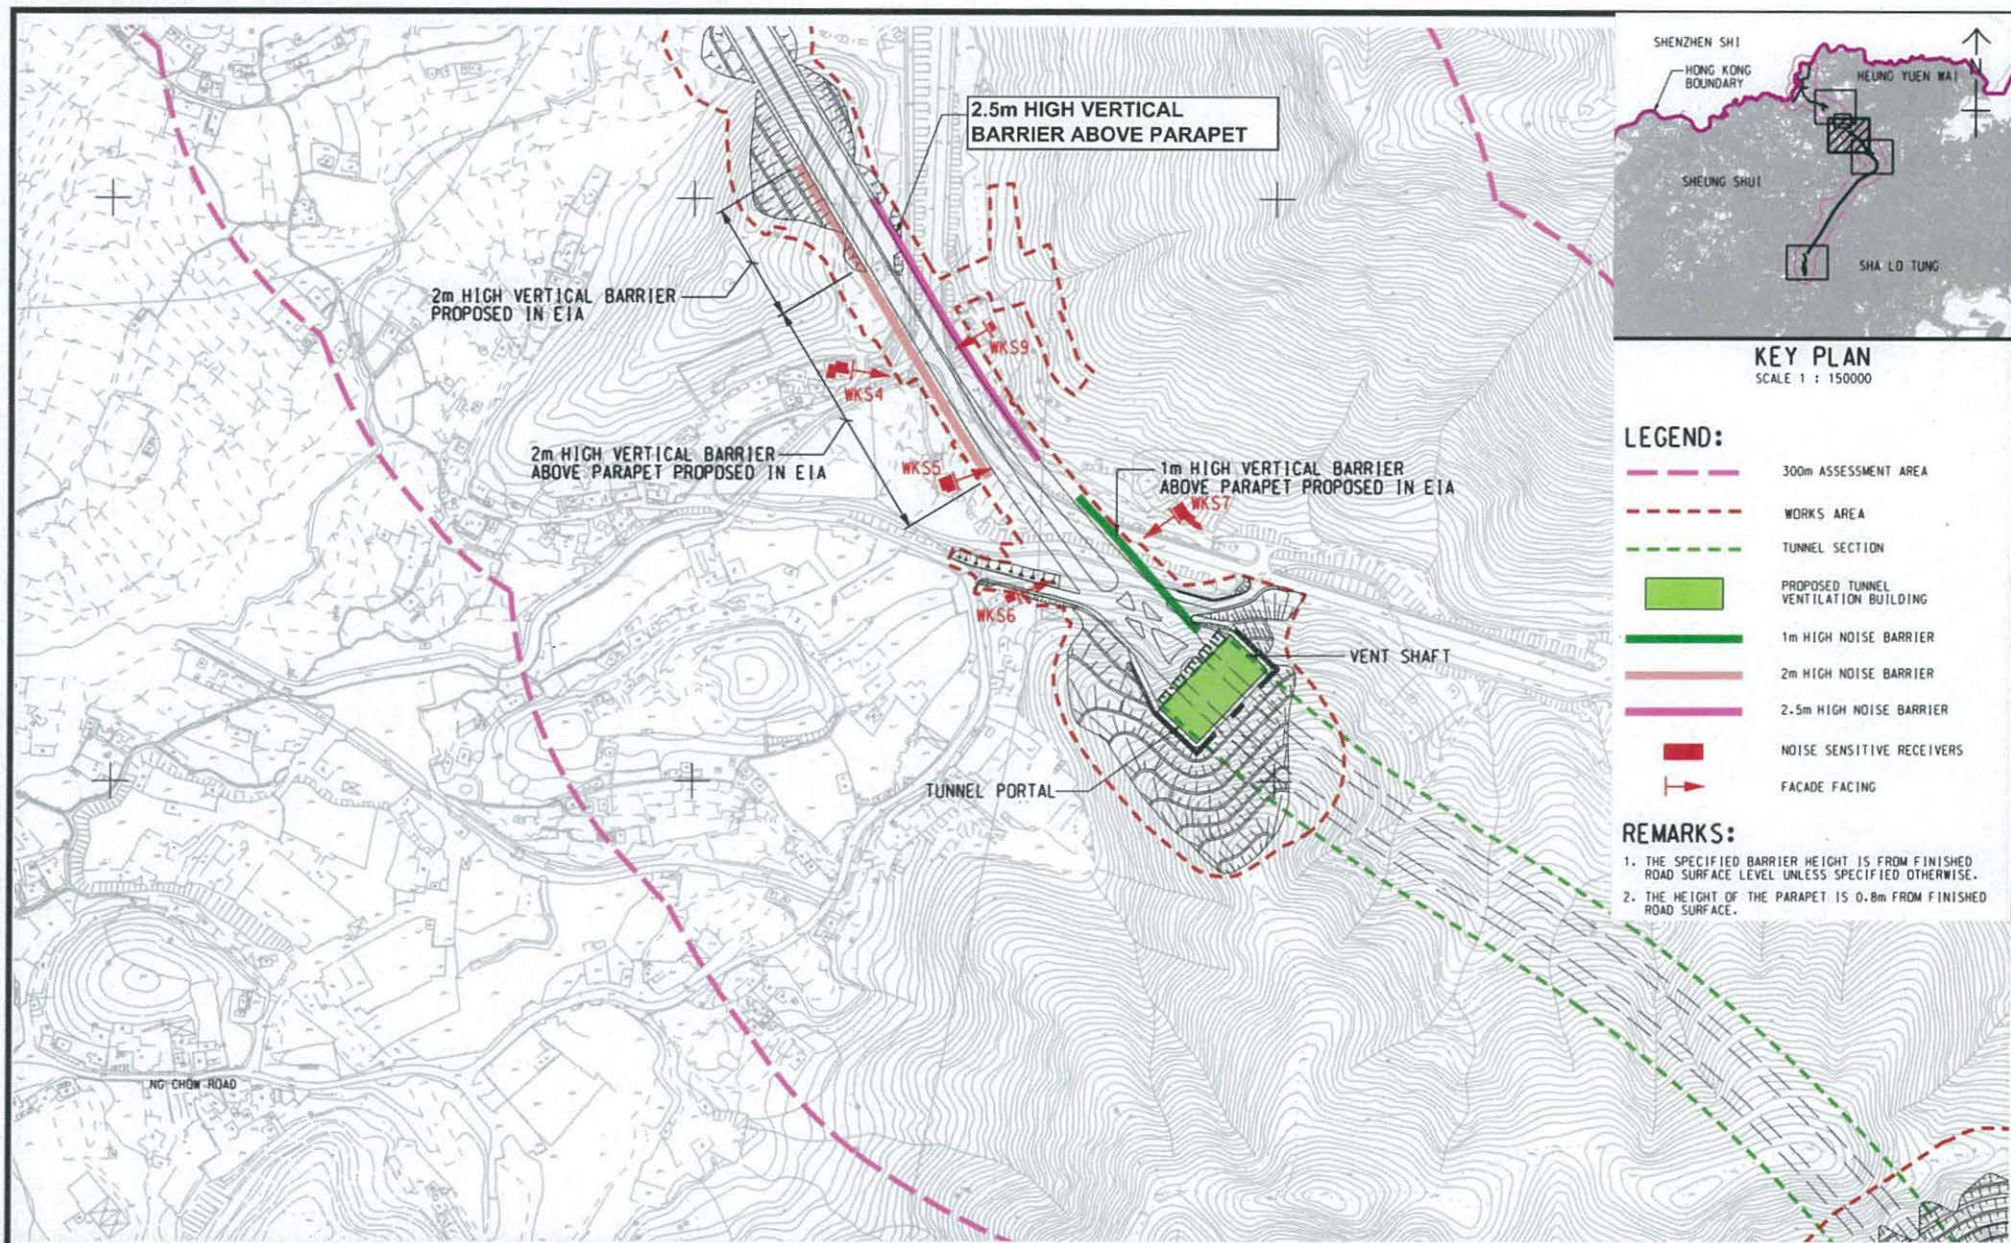 2.5m HIGH VERTICAL
BARRIER ABOVE PARAPET
2m HIGH VERTICAL BARRIER
PROPOSED IN EIA
WKS9
WKS4
2m HIGH VERTICAL BARRIER
ABOVE PARAPET PROPOSED IN EIA
WKS5
1m HIGH VERTICAL BARRIER
ABOVE PARAPET PROPOSED IN EIA
WKS7
WKS6
VENT SHAFT
TUNNEL PORTAL
NG CHOW ROAD
SHENZHEN SHI
HONG KONG
BOUNDARY
HEUNG YUEN WAI
N
SHEUNG SHUI
SHA LO TUNG
KEY PLAN
SCALE 1 : 150000
LEGEND:
300m ASSESSMENT AREA
WORKS AREA
TUNNEL SECTION
PROPOSED TUNNEL
VENTILATION BUILDING
1m HIGH NOISE BARRIER
2m HIGH NOISE BARRIER
2.5m HIGH NOISE BARRIER
NOISE SENSITIVE RECEIVERS
FACADE FACING
REMARKS:
1. THE SPECIFIED BARRIER HEIGHT IS FROM FINISHED
ROAD SURFACE LEVEL UNLESS SPECIFIED OTHERWISE.
2. THE HEIGHT OF THE PARAPET IS 0.8m FROM FINISHED
ROAD SURFACE.